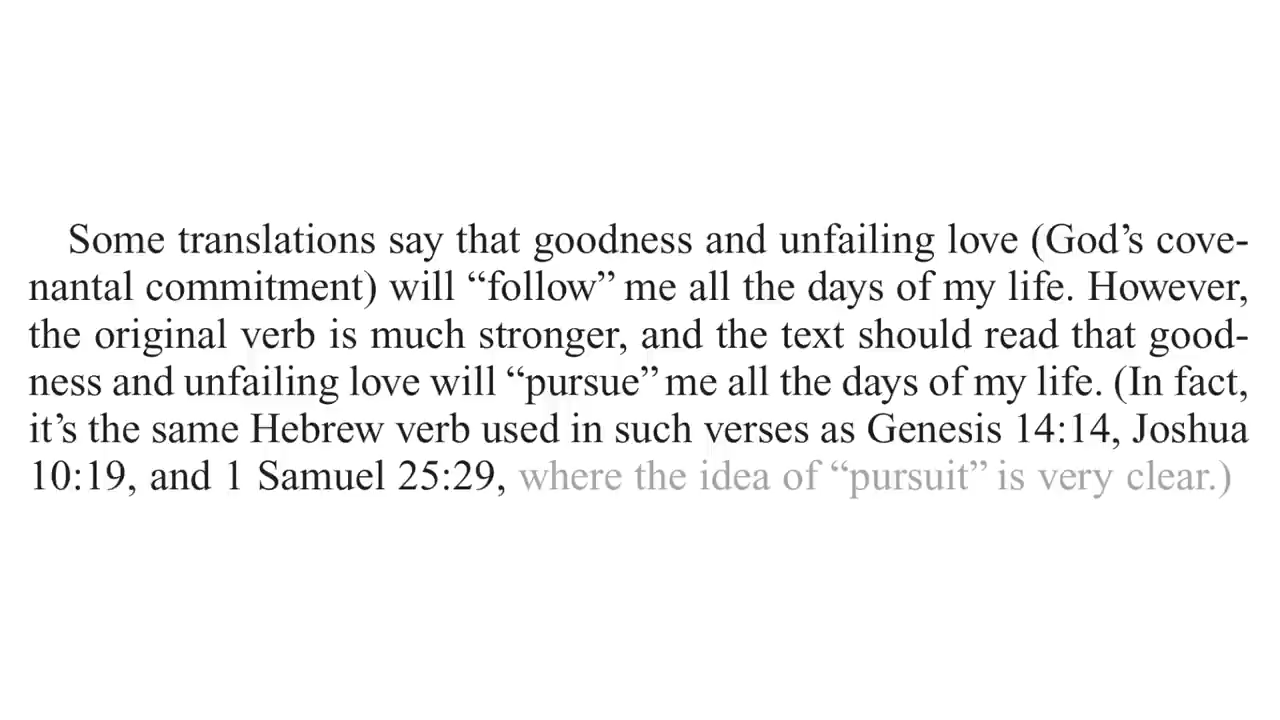 Some translations say that goodness and unfailing love (God’s cove-
nantal commitment) will “follow” me all the days of my life. However,
the original verb is much stronger, and the text should read that good-
ness and unfailing love will “pursue” me all the days of my life. (In fact,
it’s the same Hebrew verb used in such verses as Genesis 14:14, Joshua
10:19, and 1 Samuel 25:29, where the idea of “pursuit” is very clear.)